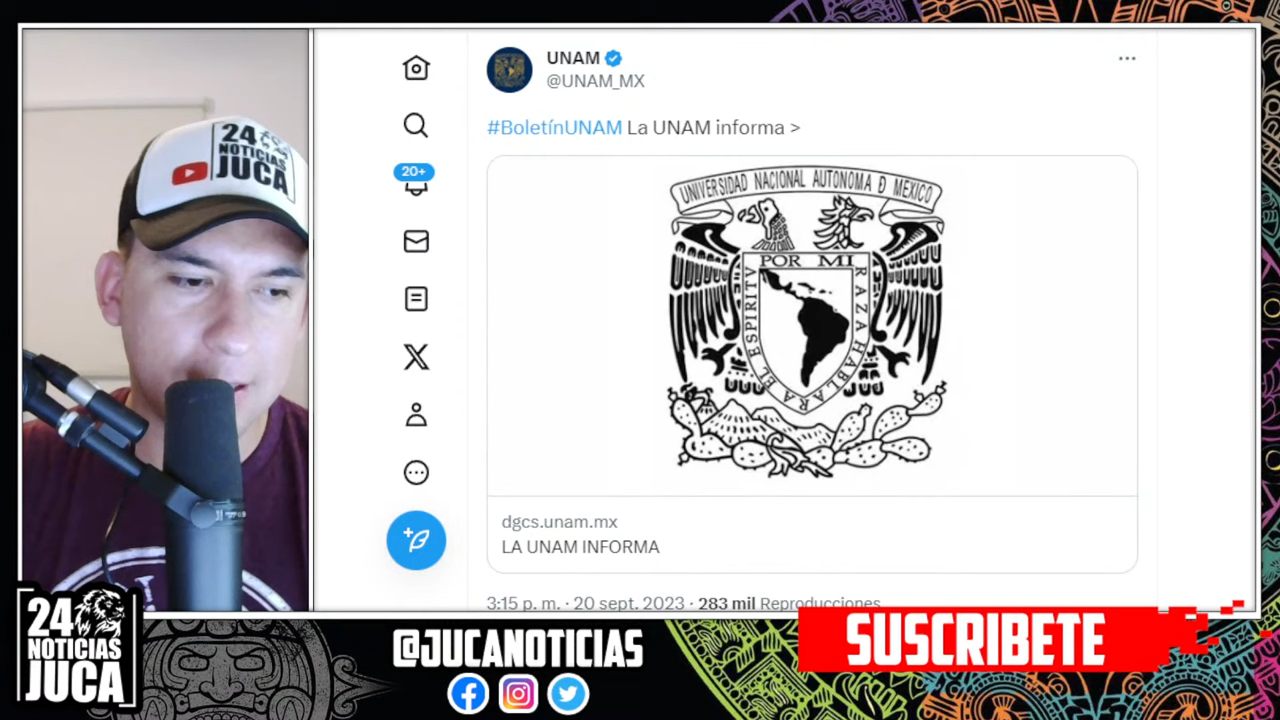 24
NOTICIAS
JUCA
UNAM
@UNAM_MX
#BoletínUNAM La UNAM informa >
20+
UNIVERSIDAD NACIONAL AUTONOMA Đ MEXICO
POR MI
RAZA HABLARA
EL ESPIRITV
dgcs.unam.mx
LA UNAM INFORMA
3:15 p. m. · 20 sept. 2023 · 283 mil Reproducciones
24
NOTICIAS
JUCA
@JUCANOTICIAS
SUSCRIBETE